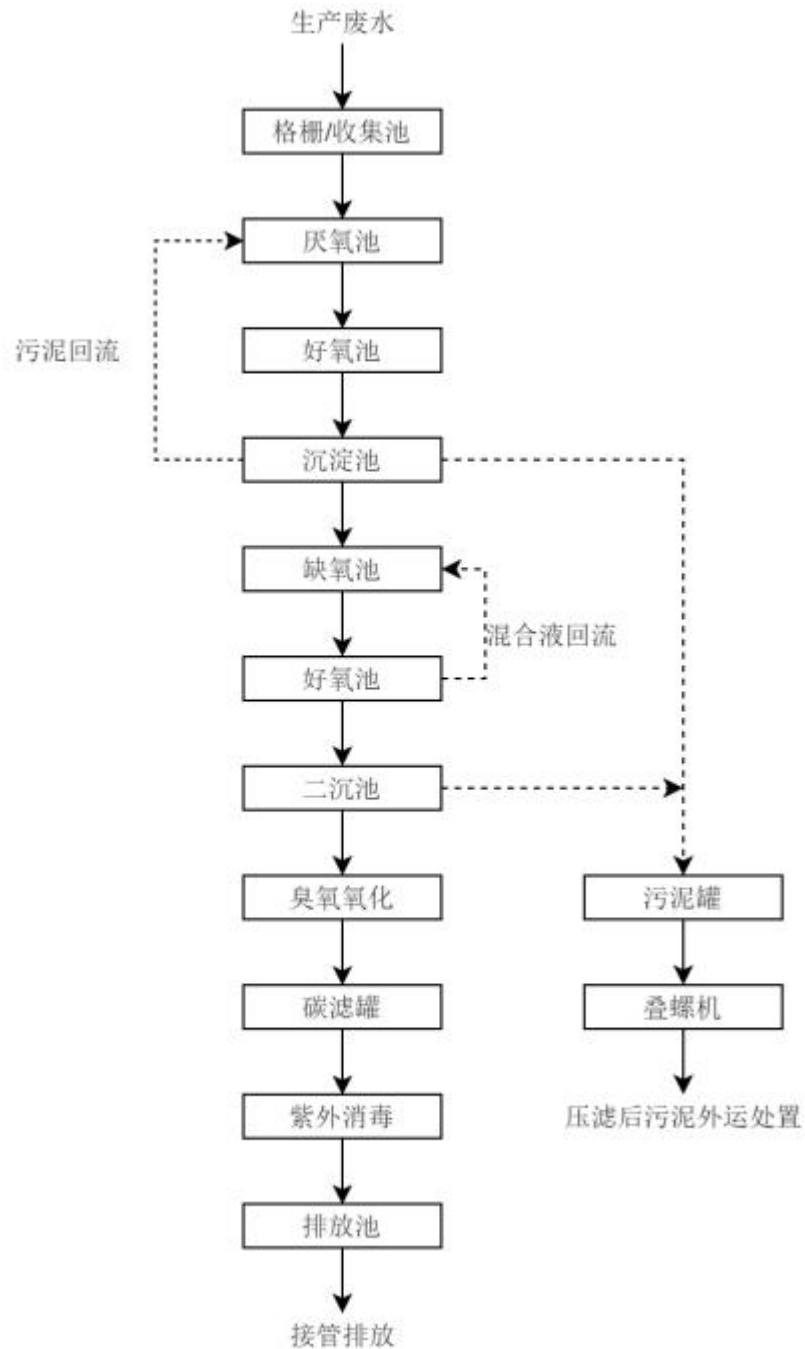 生产废水
格栅/收集池
厌氧池
污泥回流
好氧池
沉淀池
缺氧池
混合液回流
好氧池
二沉池
臭氧氧化
污泥罐
碳滤罐
叠螺机
紫外消毒
压滤后污泥外运处置
排放池
接管排放